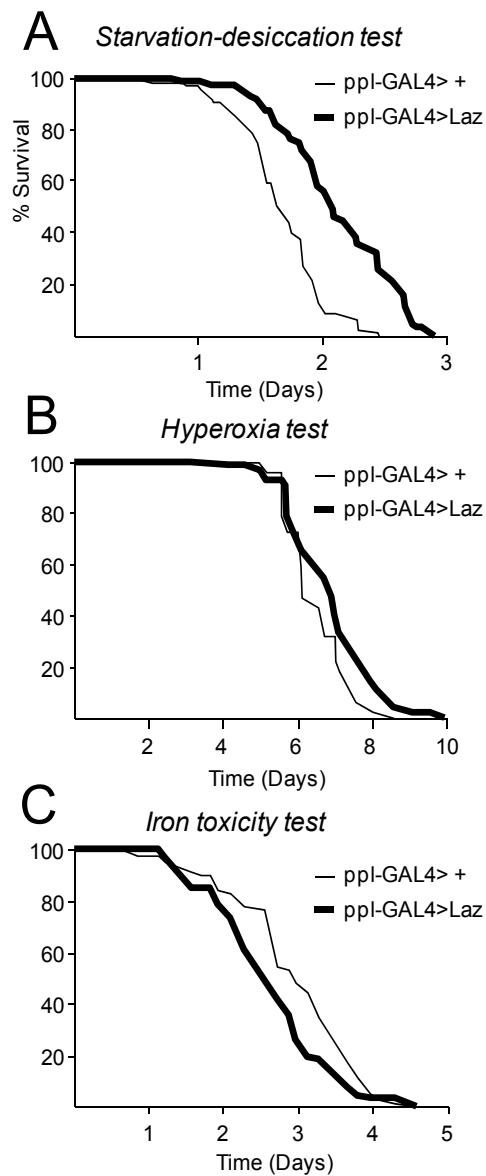 A Starvation-desiccation test
100
80
60
40
20
% Survival
ppl-GAL4> +
ppl-GAL4>Laz
1 2 3
Time (Days)
B Hyperoxia test
100
80
60
40
20
ppl-GAL4> +
ppl-GAL4>Laz
2 4 6 8 10
Time (Days)
C Iron toxicity test
100
80
60
40
20
ppl-GAL4> +
ppl-GAL4>Laz
1 2 3 4 5
Time (Days)